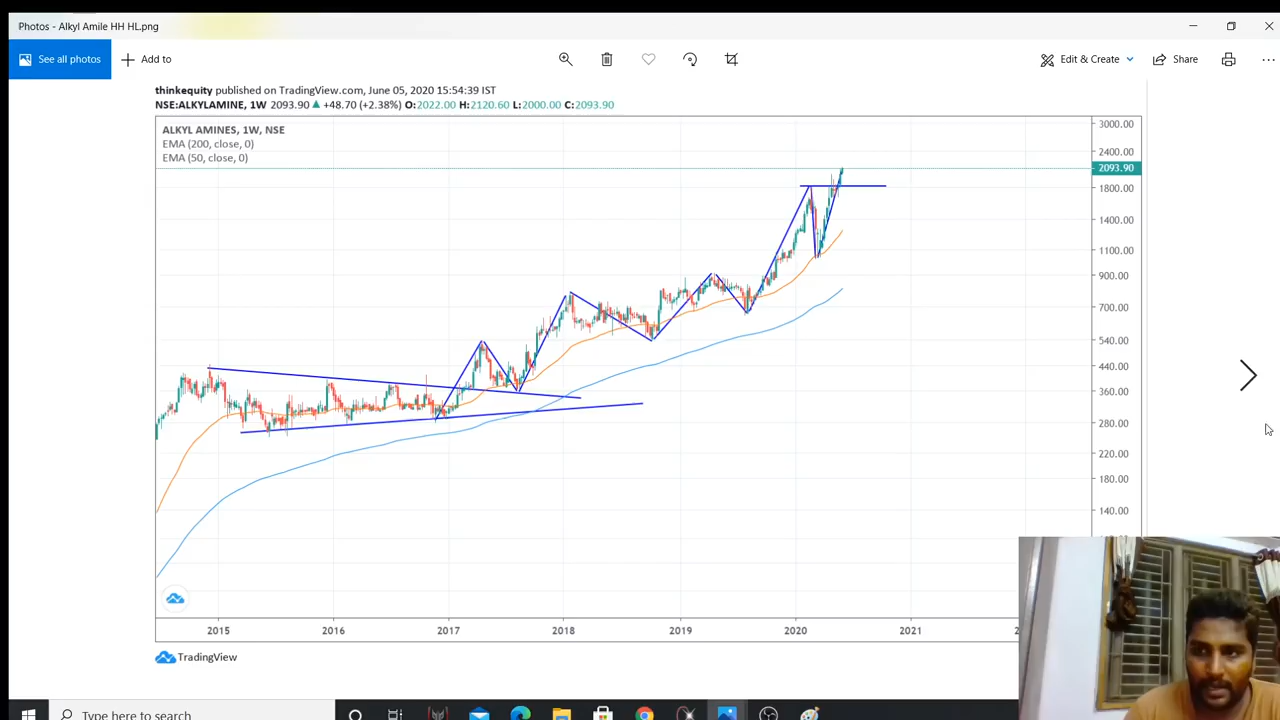 Photos - Alkyl Amile HH HL.png
See all photos
Add to
Edit & Create
Share
thinkequity published on TradingView.com, June 05, 2020 15:54:39 IST
NSE:ALKYLAMINE, 1W 2093.90 ▲ +48.70 (+2.38%) O:2022.00 H:2120.60 L:2000.00 C:2093.90
ALKYL AMINES, 1W, NSE
EMA (200, close, 0)
EMA (50, close, 0)
3000.00
2400.00
2093.90
1800.00
1400.00
1100.00
900.00
700.00
540.00
440.00
360.00
280.00
220.00
180.00
140.00
2015 2016 2017 2018 2019 2020 2021
TradingView
Type here to search